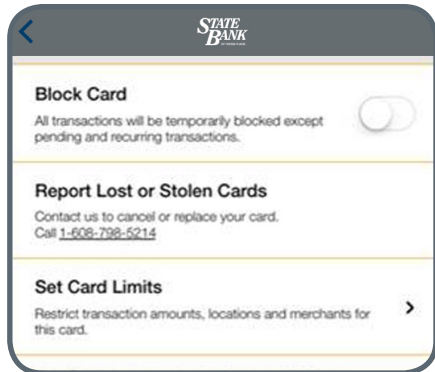 STATE
BANK
Block Card
All transactions will be temporarily blocked except
pending and recurring transactions.
Report Lost or Stolen Cards
Contact us to cancel or replace your card.
Call 1-608-798-5214
Set Card Limits
Restrict transaction amounts, locations and merchants for
this card.